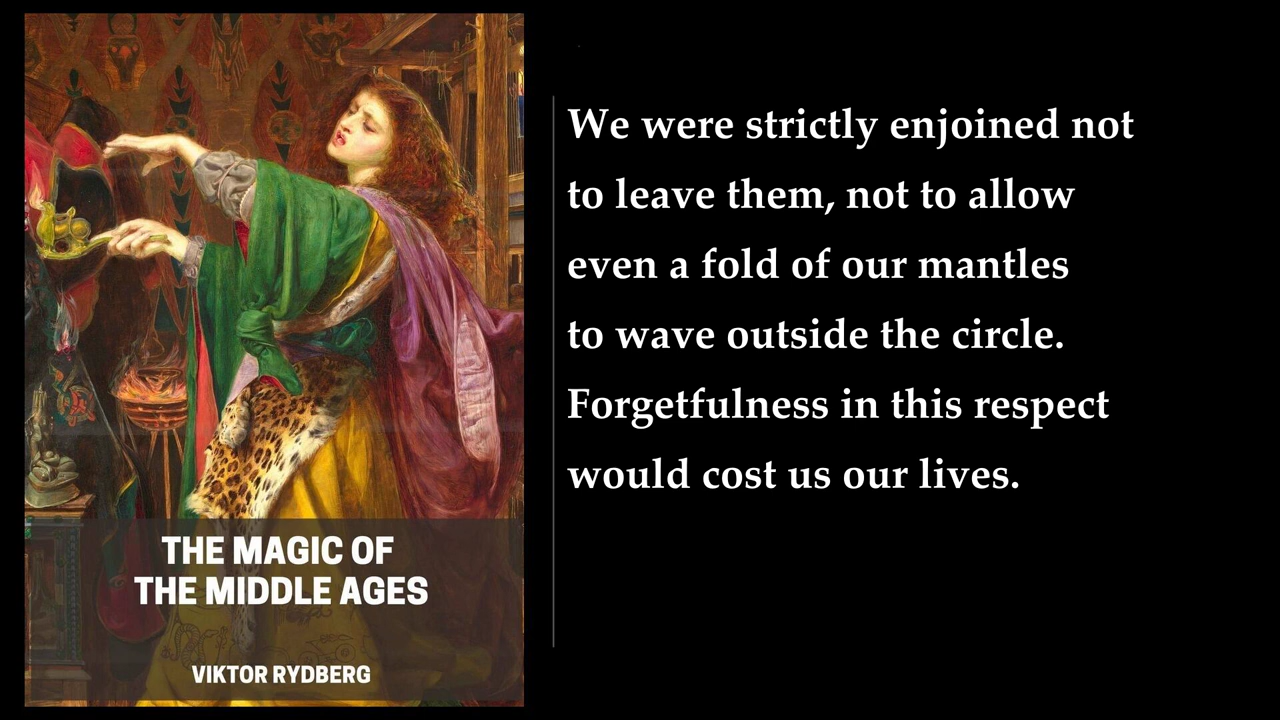 We were strictly enjoined not
to leave them, not to allow
even a fold of our mantles
to wave outside the circle.
Forgetfulness in this respect
would cost us our lives.
THE MAGIC OF
THE MIDDLE AGES
VIKTOR RYDBERG